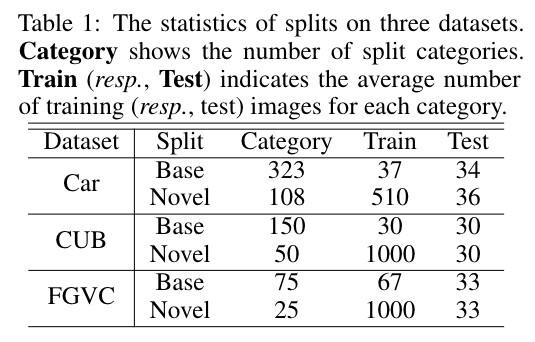 Table 1: The statistics of splits on three datasets.
Category shows the number of split categories.
Train (resp., Test) indicates the average number
of training (resp., test) images for each category.
Dataset Split Category Train Test
Car Base 323 37 34
Novel 108 510 36
CUB Base 150 30 30
Novel 50 1000 30
FGVC Base 75 67 33
Novel 25 1000 33